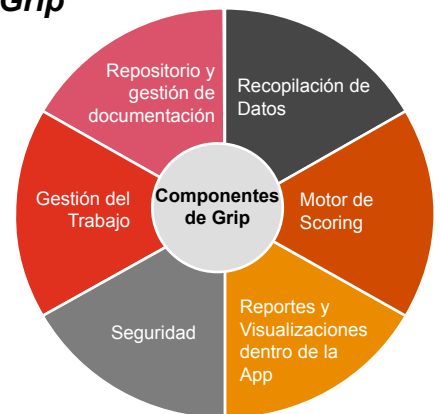 Grip
Repositorio y
gestión de
documentación
Recopilación de
Datos
Gestión del
Trabajo
Componentes
de Grip
Motor de
Scoring
Seguridad
Reportes y
Visualizaciones
dentro de la
App